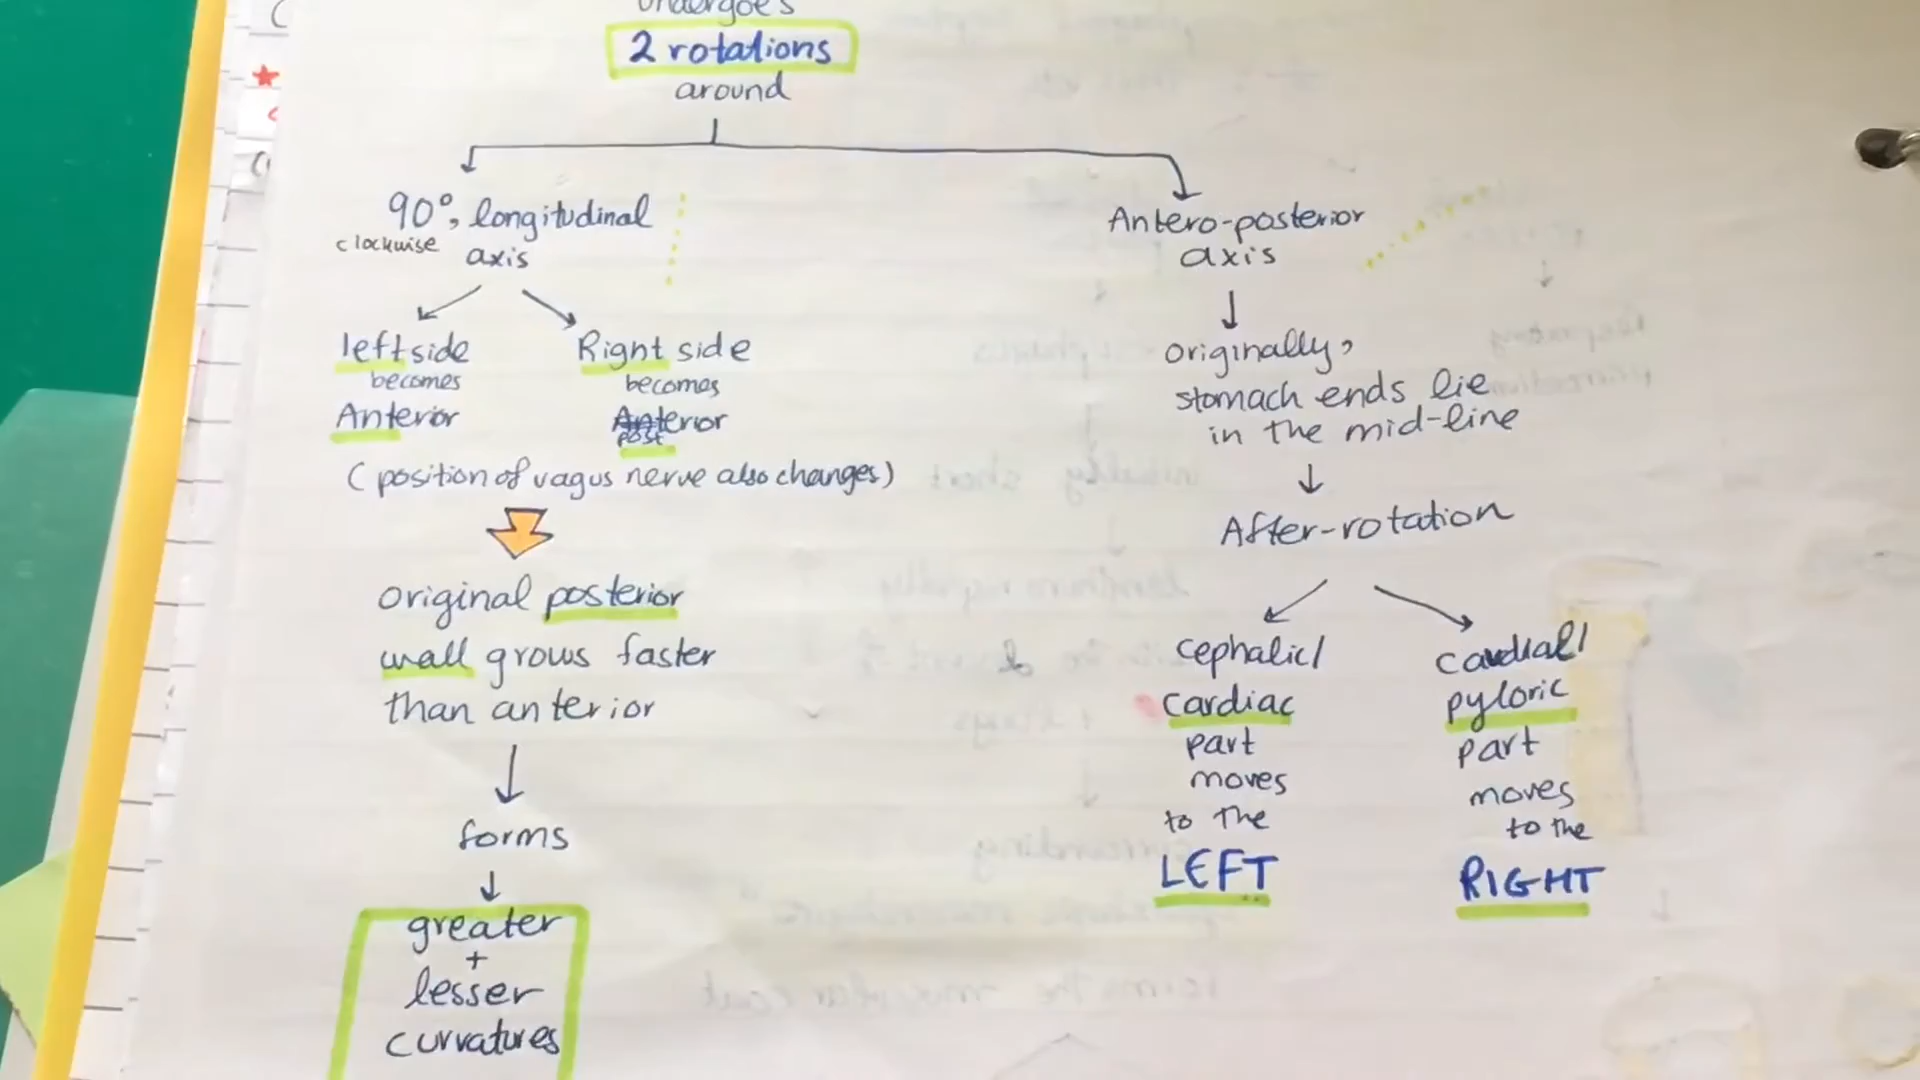 undergoes
2 rotations
around
90°, longitudinal
clockwise
axis
left side
becomes
Anterior
Right side
becomes
Anterior
post
(position of vagus nerve also changes)
original posterior
wall grows faster
than anterior
forms
greater
+
lesser
curvatures
Antero-posterior
axis
originally,
stomach ends lie
in the mid-line
After-rotation
cephalic/
cardiac
part
moves
to the
LEFT
caudal/
pyloric
part
moves
to the
RIGHT